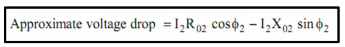 Approximate voltage drop = I₂R₀₂ cosϕ₂ − I₂X₀₂ sinϕ₂